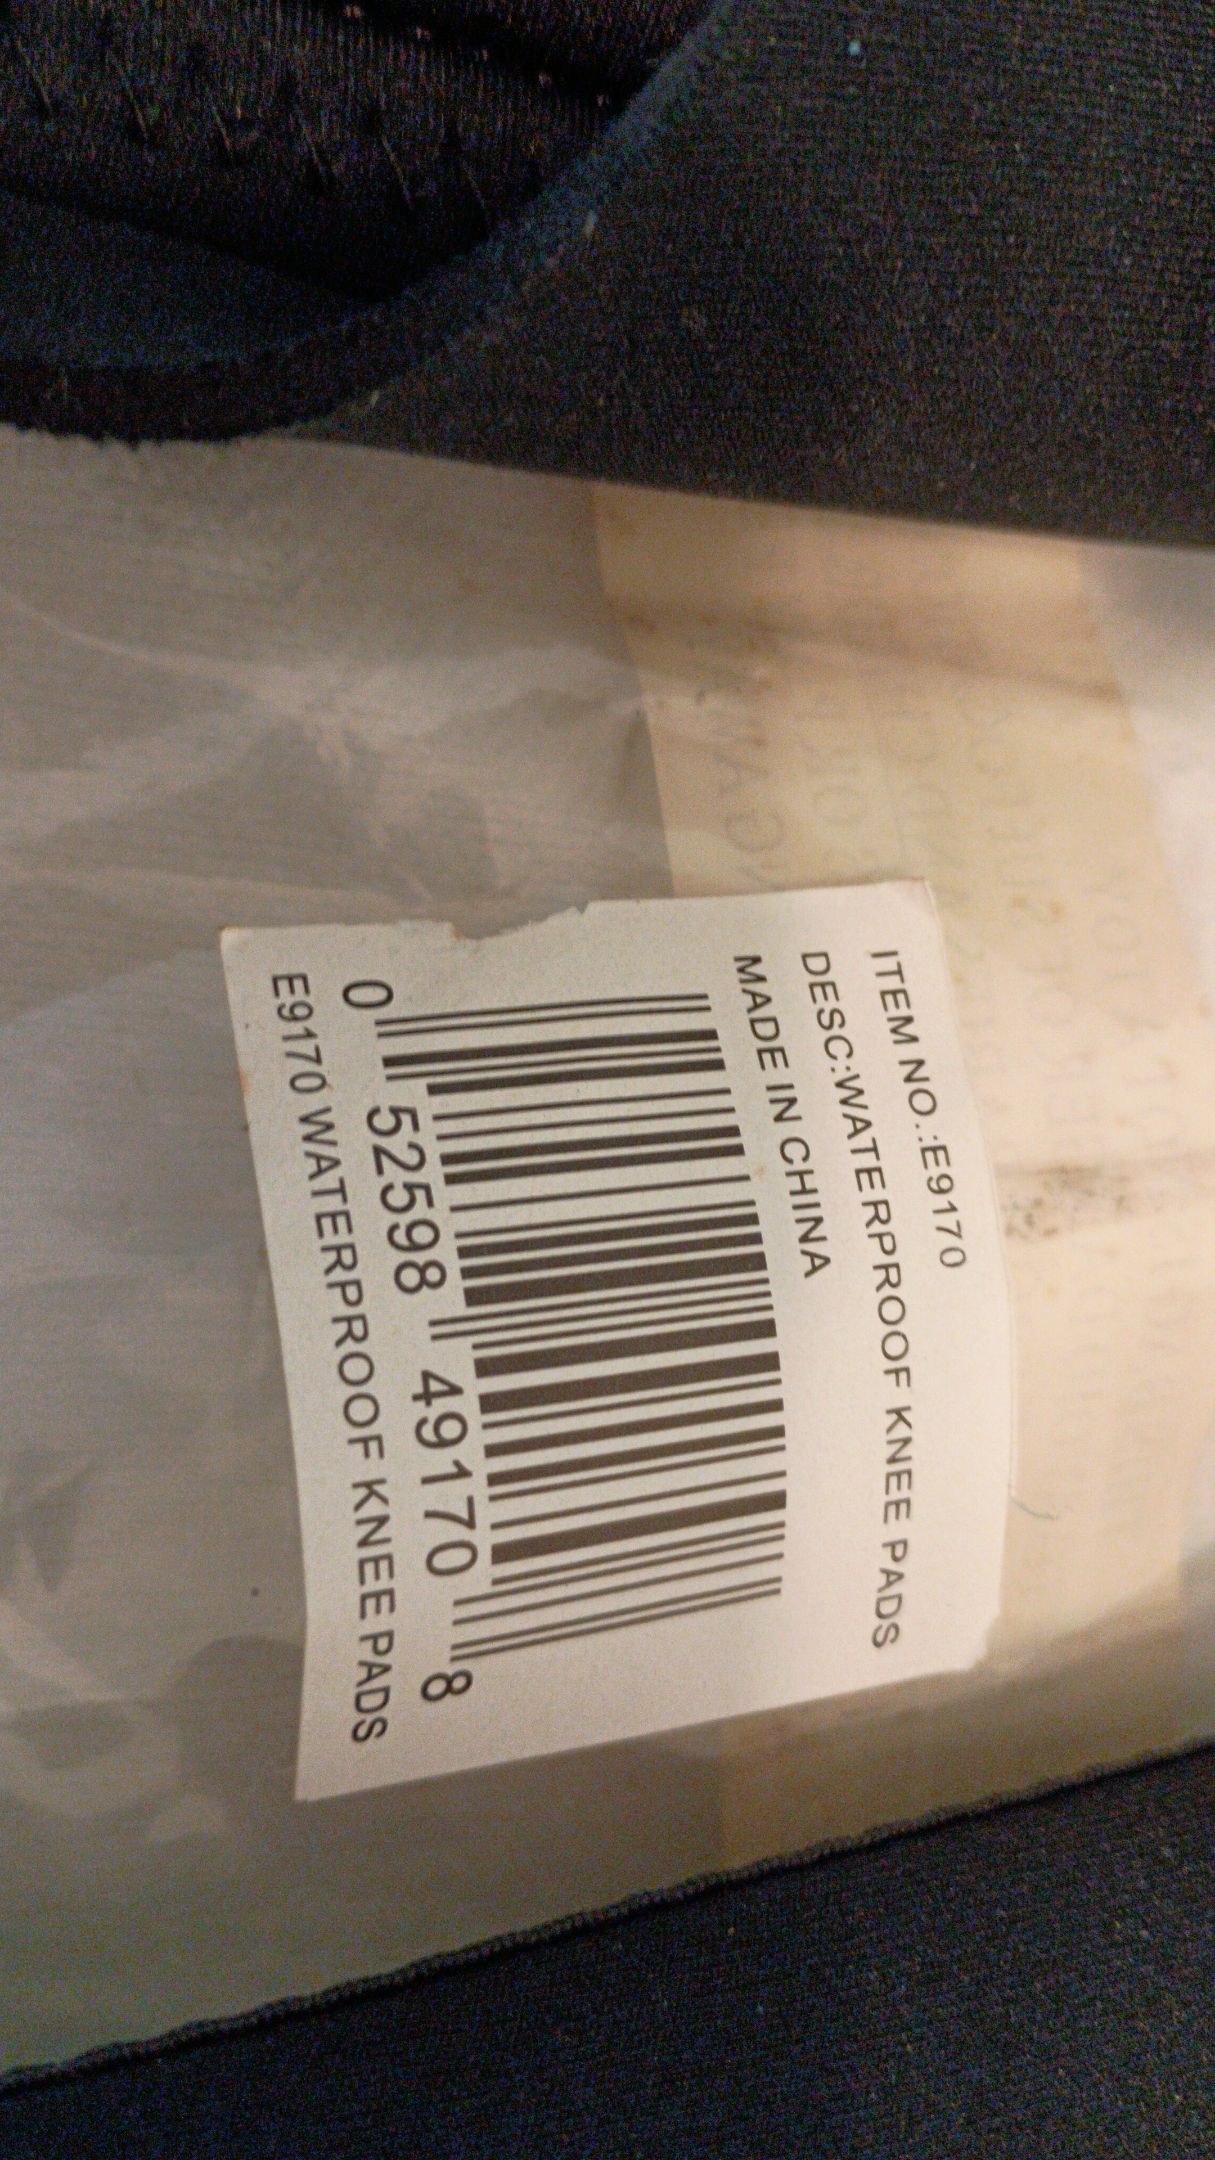 ITEM NO.:E9170
DESC:WATERPROOF KNEE PADS
MADE IN CHINA
0 52598 49170 8
E9170 WATERPROOF KNEE PADS